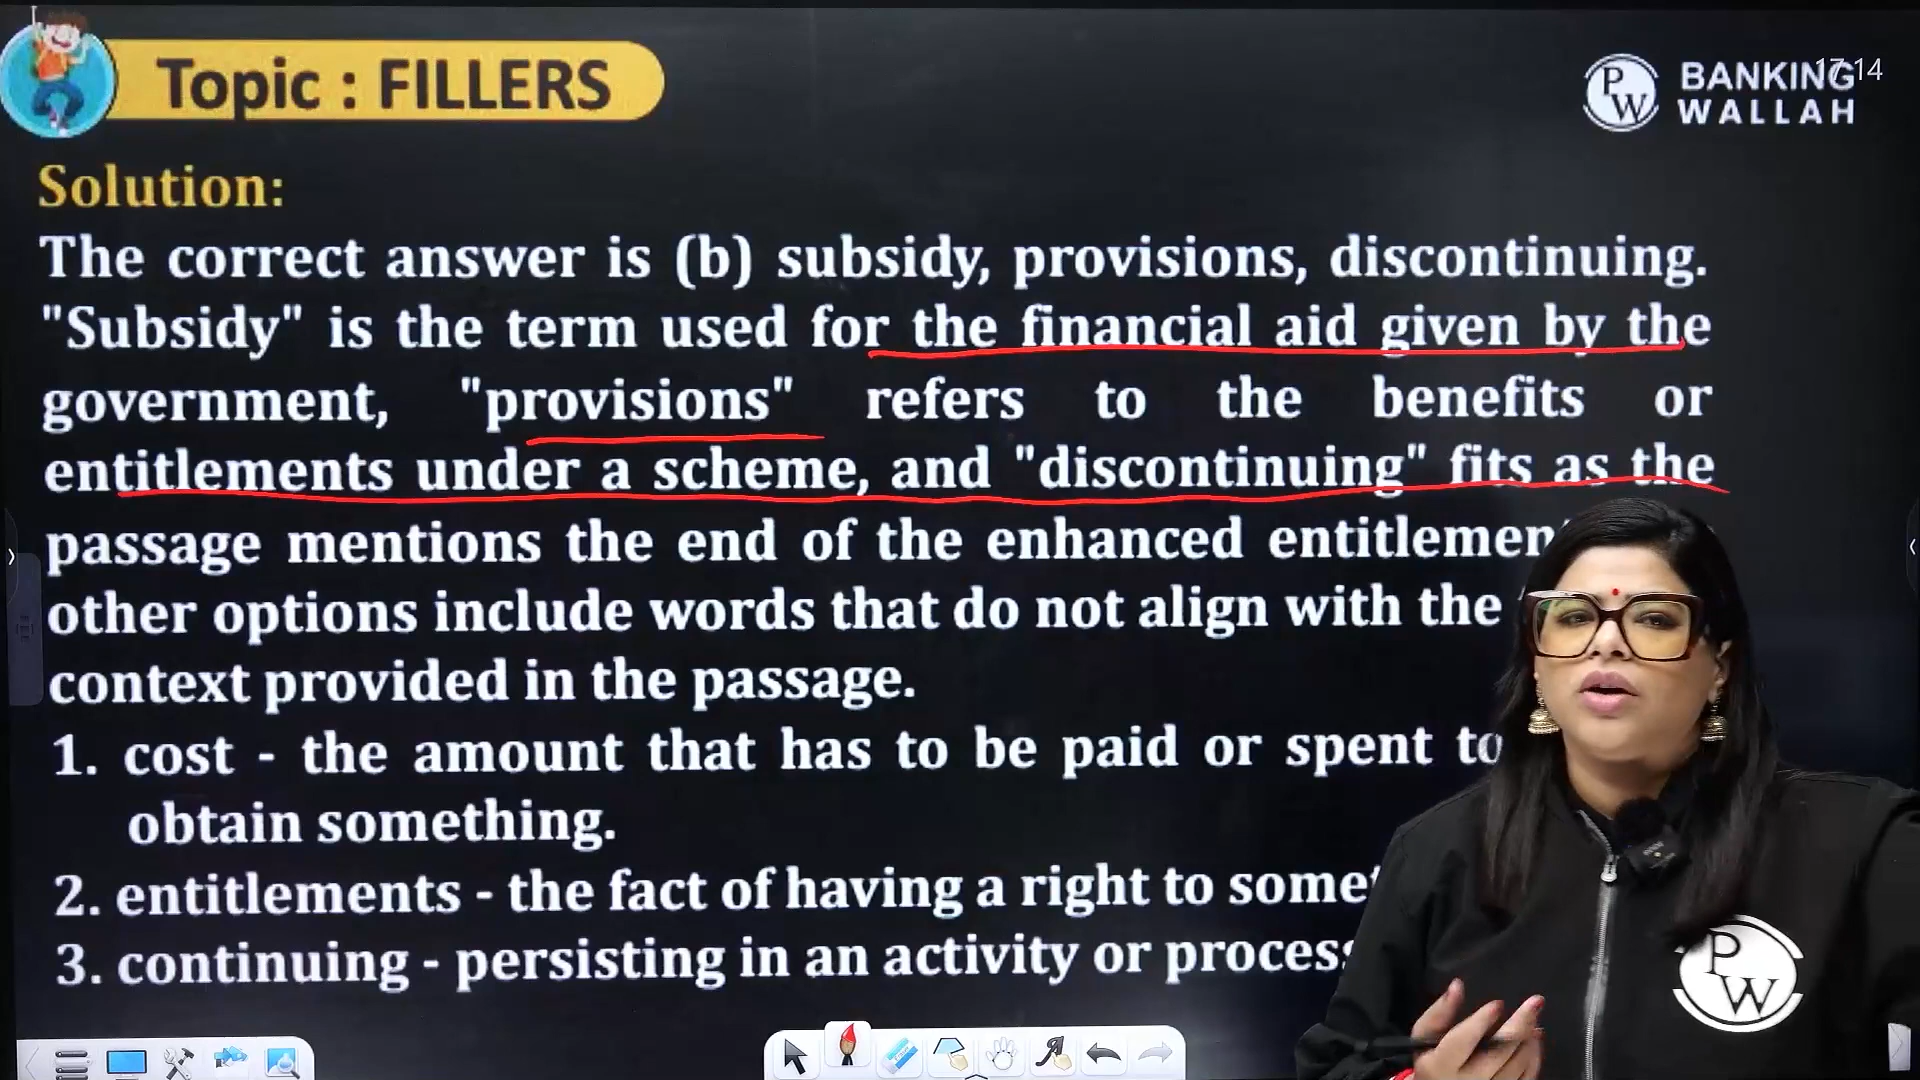 Topic : FILLERS
BANKING
17:14
WALLAH
Solution:
The correct answer is (b) subsidy, provisions, discontinuing.
"Subsidy" is the term used for the financial aid given by the
government, "provisions" refers to the benefits or
entitlements under a scheme, and "discontinuing" fits as the
passage mentions the end of the enhanced
other options include words that do not align with the
context provided in the passage.
1. cost - the amount that has to be paid or spent to
obtain something.
2. entitlements - the fact of having a right to
3. continuing - persisting in an activity or
PW
PW